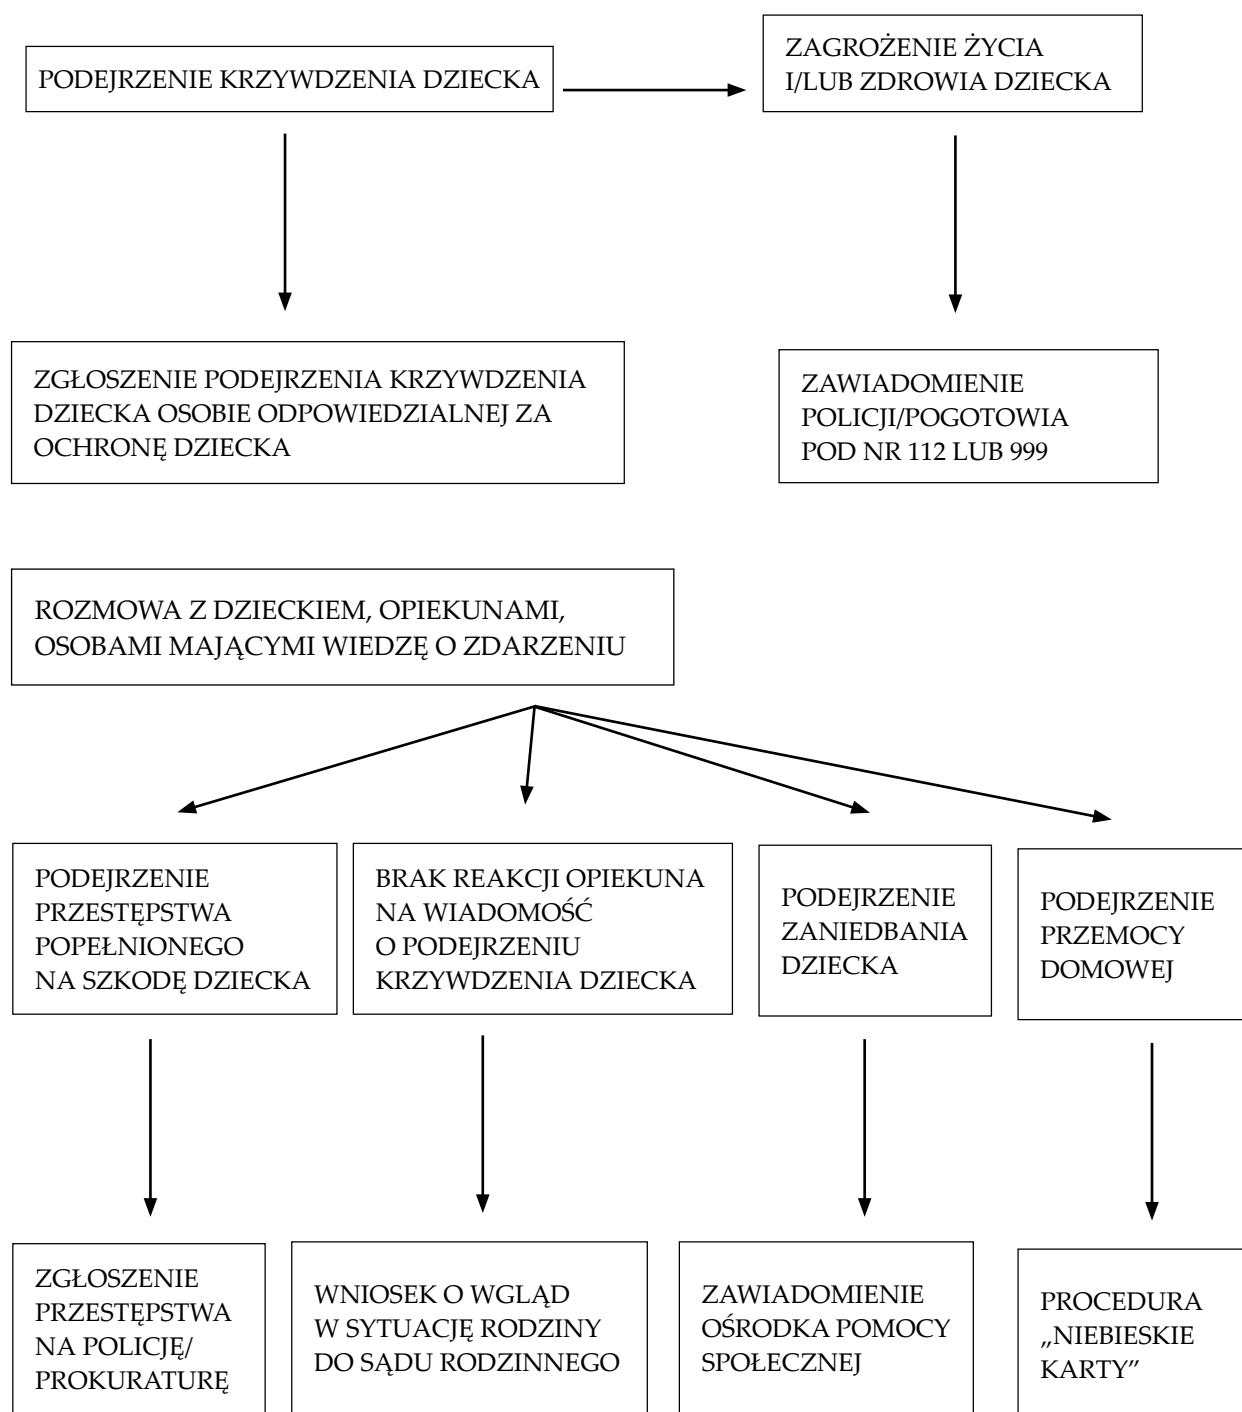 PODEJRZENIE KRZYWDZENIA DZIECKA
ZAGROŻENIE ŻYCIA
I/LUB ZDROWIA DZIECKA
ZGŁOSZENIE PODEJRZENIA KRZYWDZENIA
DZIECKA OSOBIE ODPOWIEDZIALNEJ ZA
OCHRONĘ DZIECKA
ZAWIADOMIENIE
POLICJI/POGOTOWIA
POD NR 112 LUB 999
ROZMOWA Z DZIECKIEM, OPIEKUNAMI,
OSOBAMI MAJĄCYMI WIEDZĘ O ZDARZENIU
PODEJRZENIE
PRZESTĘPSTWA
POPEŁNIONEGO
NA SZKODĘ DZIECKA
BRAK REAKCJI OPIEKUNA
NA WIADOMOŚĆ
O PODEJRZENIU
KRZYWDZENIA DZIECKA
PODEJRZENIE
ZANIEDBANIA
DZIECKA
PODEJRZENIE
PRZEMOCY
DOMOWEJ
ZGŁOSZENIE
PRZESTĘPSTWA
NA POLICJĘ/
PROKURATURĘ
WNIOSEK O WGLĄD
W SYTUACJĘ RODZINY
DO SĄDU RODZINNEGO
ZAWIADOMIENIE
OŚRODKA POMOCY
SPOŁECZNEJ
PROCEDURA
„NIEBIESKIE
KARTY”